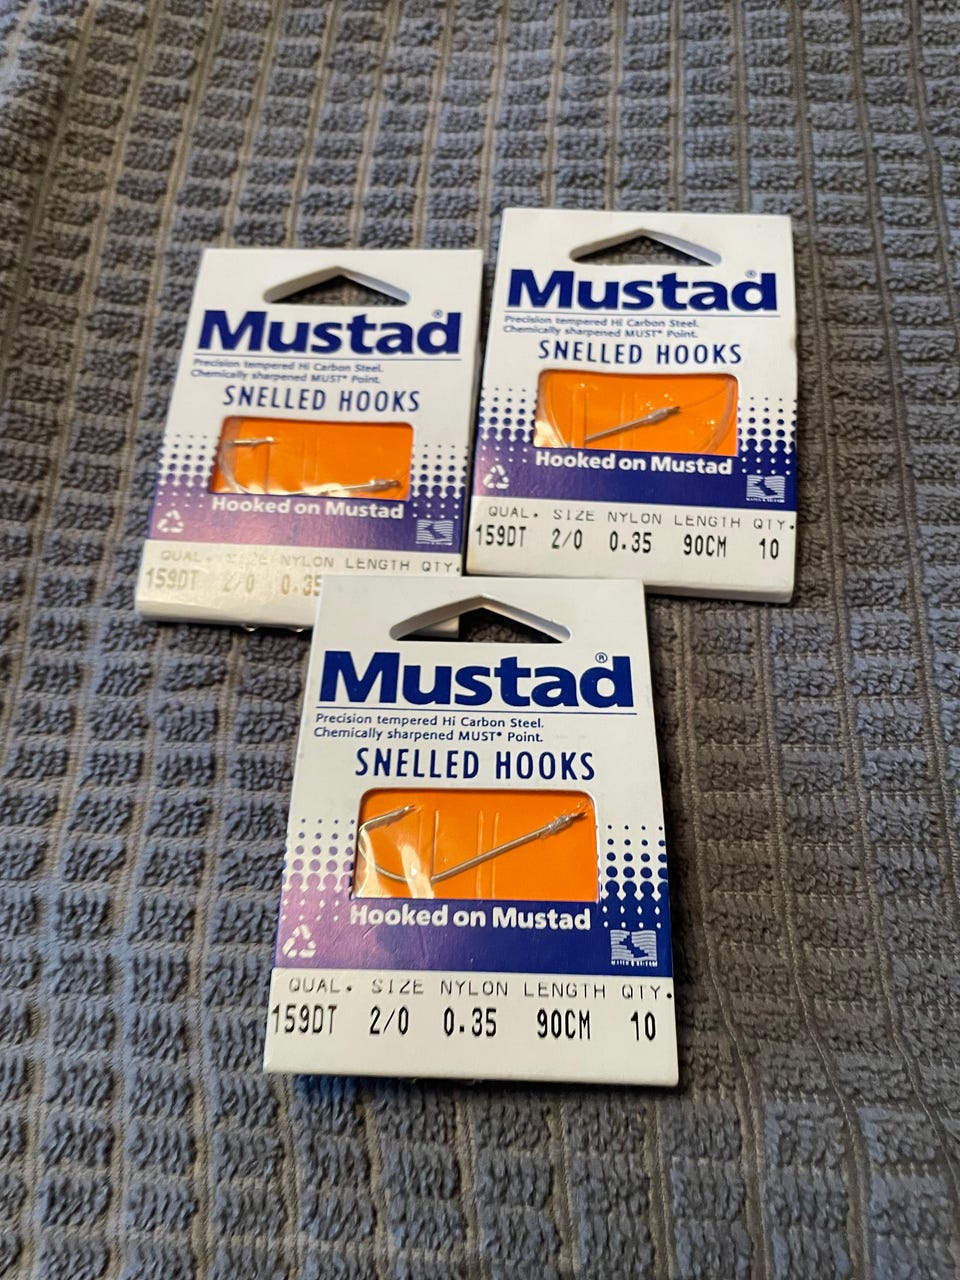 Mustad®
Precision tempered Hi Carbon Steel.
Chemically sharpened MUST® Point.
SNELLED HOOKS
Hooked on Mustad
QUAL. SIZE NYLON LENGTH QTY.
159DT 2/0 0.35
Mustad®
Precision tempered Hi Carbon Steel.
Chemically sharpened MUST® Point.
SNELLED HOOKS
Hooked on Mustad
QUAL. SIZE NYLON LENGTH QTY.
159DT 2/0 0.35 90CM 10
Mustad®
Precision tempered Hi Carbon Steel.
Chemically sharpened MUST® Point.
SNELLED HOOKS
Hooked on Mustad
QUAL. SIZE NYLON LENGTH QTY.
159DT 2/0 0.35 90CM 10